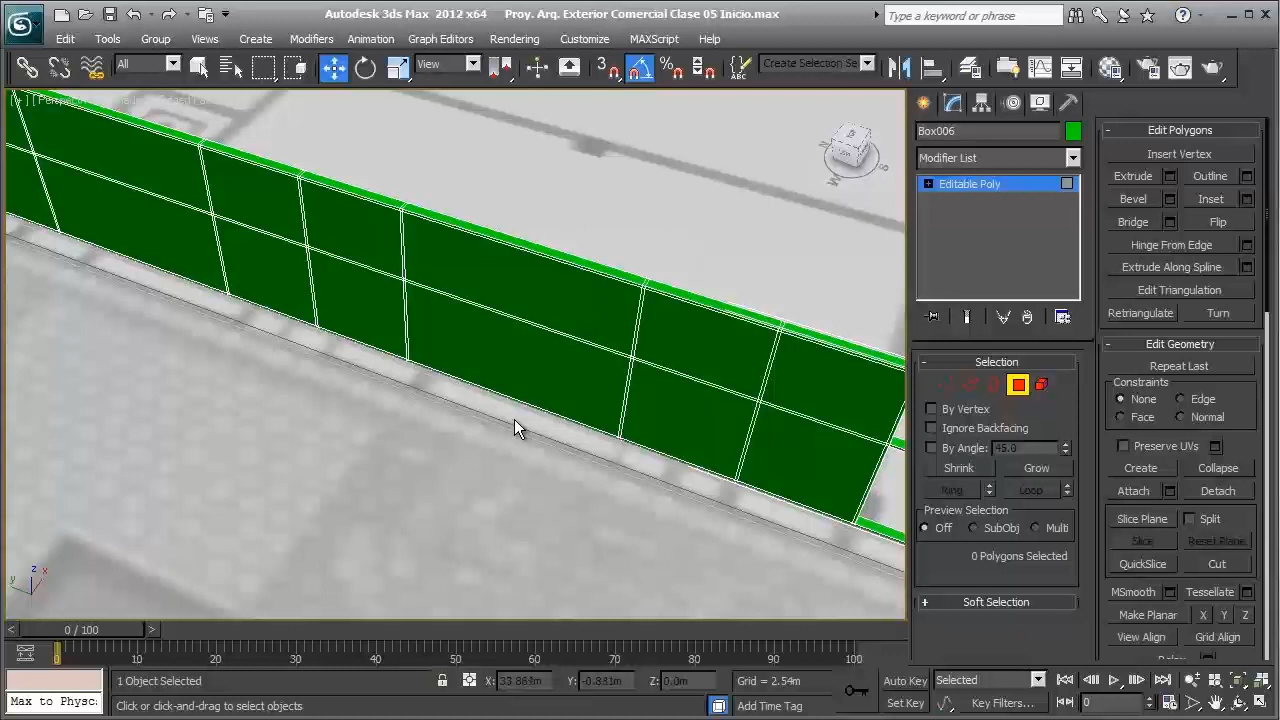 Autodesk 3ds Max 2012 x64 Proy. Arq. Exterior Comercial Clase 05 Inicio.max
Type a keyword or phrase
Edit Tools Group Views Create Modifiers Animation Graph Editors Rendering Customize MAXScript Help
All View 3 ABC Create Selection Se
Box006
Modifier List
Editable Poly
Selection
By Vertex
Ignore Backfacing
By Angle: 45.0
Shrink Grow
Ring Loop
Preview Selection
Off SubObj Multi
0 Polygons Selected
Soft Selection
Edit Polygons
Insert Vertex
Extrude Outline
Bevel Inset
Bridge Flip
Hinge From Edge
Extrude Along Spline
Edit Triangulation
Retriangulate Turn
Edit Geometry
Repeat Last
Constraints
None Edge
Face Normal
Preserve UVs
Create Collapse
Attach Detach
Slice Plane Split
Slice Reset Plane
QuickSlice Cut
MSmooth Tessellate
Make Planar X Y Z
View Align Grid Align
z x y
0 / 100
0 10 20 30 40 50 60 70 80 90 100
1 Object Selected X: 33.863m Y: -0.881m Z: 0.0m Grid = 2.54m Auto Key Selected
Max to Physc Click or click-and-drag to select objects Add Time Tag Set Key Key Filters... 0